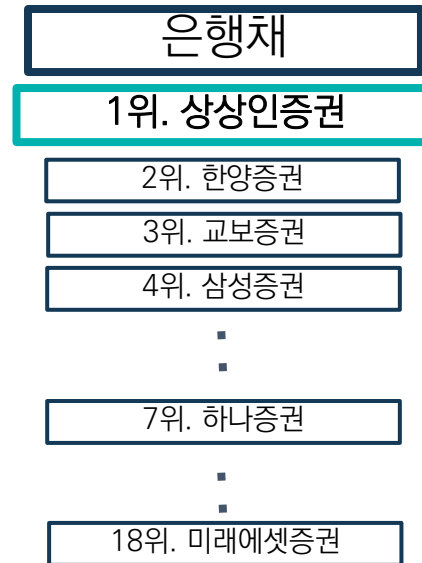 은행채
1위. 상상인증권
2위. 한양증권
3위. 교보증권
4위. 삼성증권
7위. 하나증권
18위. 미래에셋증권